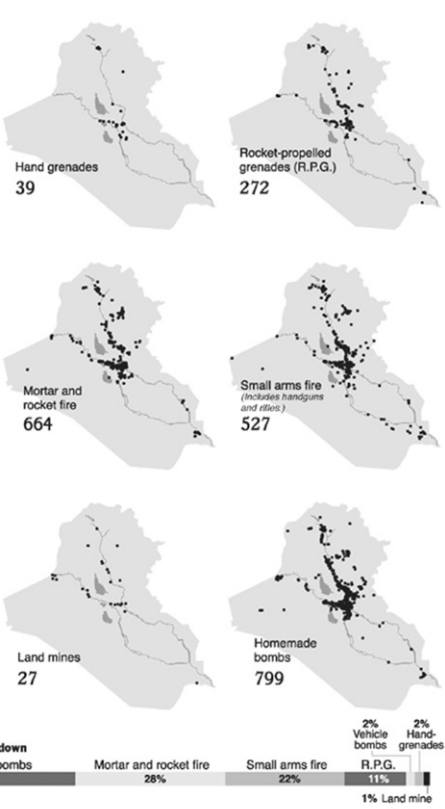 Hand grenades
39
Rocket-propelled
grenades (R.P.G.)
272
Mortar and
rocket fire
664
Small arms fire
(Includes handguns
and rifles.)
527
Land mines
27
Homemade
bombs
799
2%
Vehicle
bombs
2%
Hand-
grenades
down
bombs
Mortar and rocket fire
Small arms fire
R.P.G.
28%
22%
11%
1% Land mine